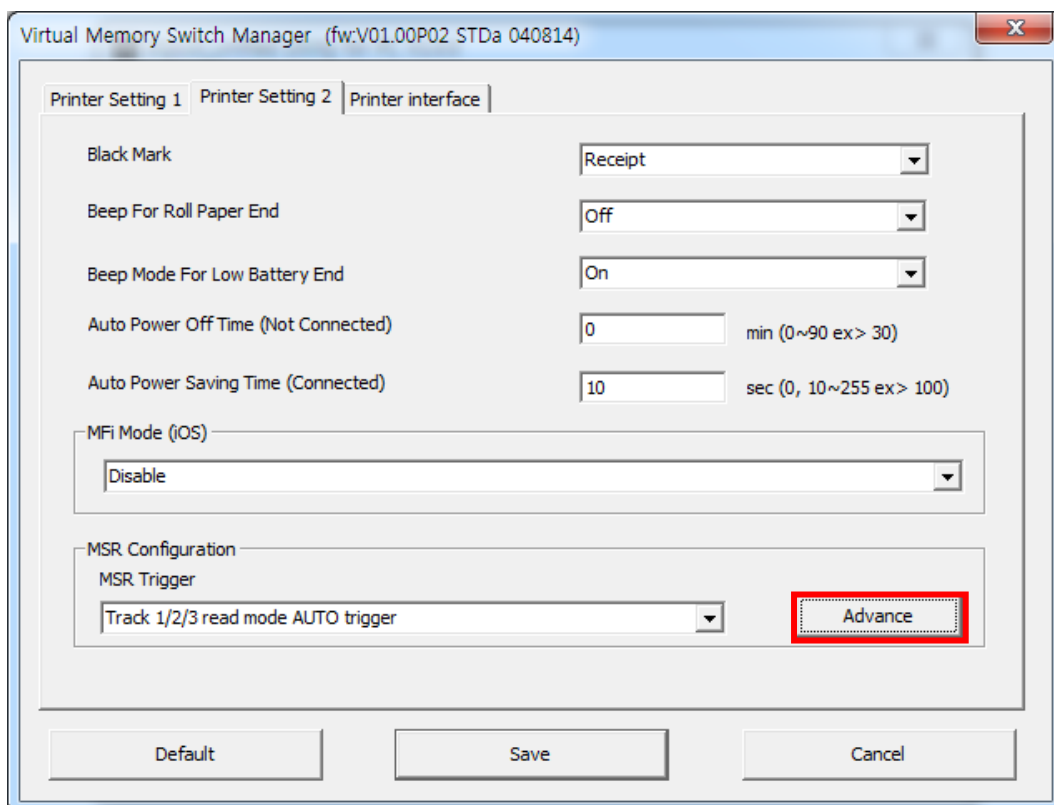 Virtual Memory Switch Manager (fw:V01.00P02 STDa 040814)
Printer Setting 1 Printer Setting 2 Printer interface
Black Mark Receipt
Beep For Roll Paper End Off
Beep Mode For Low Battery End On
Auto Power Off Time (Not Connected) 0 min (0~90 ex> 30)
Auto Power Saving Time (Connected) 10 sec (0, 10~255 ex> 100)
MFi Mode (iOS)
Disable
MSR Configuration
MSR Trigger
Track 1/2/3 read mode AUTO trigger Advance
Default Save Cancel